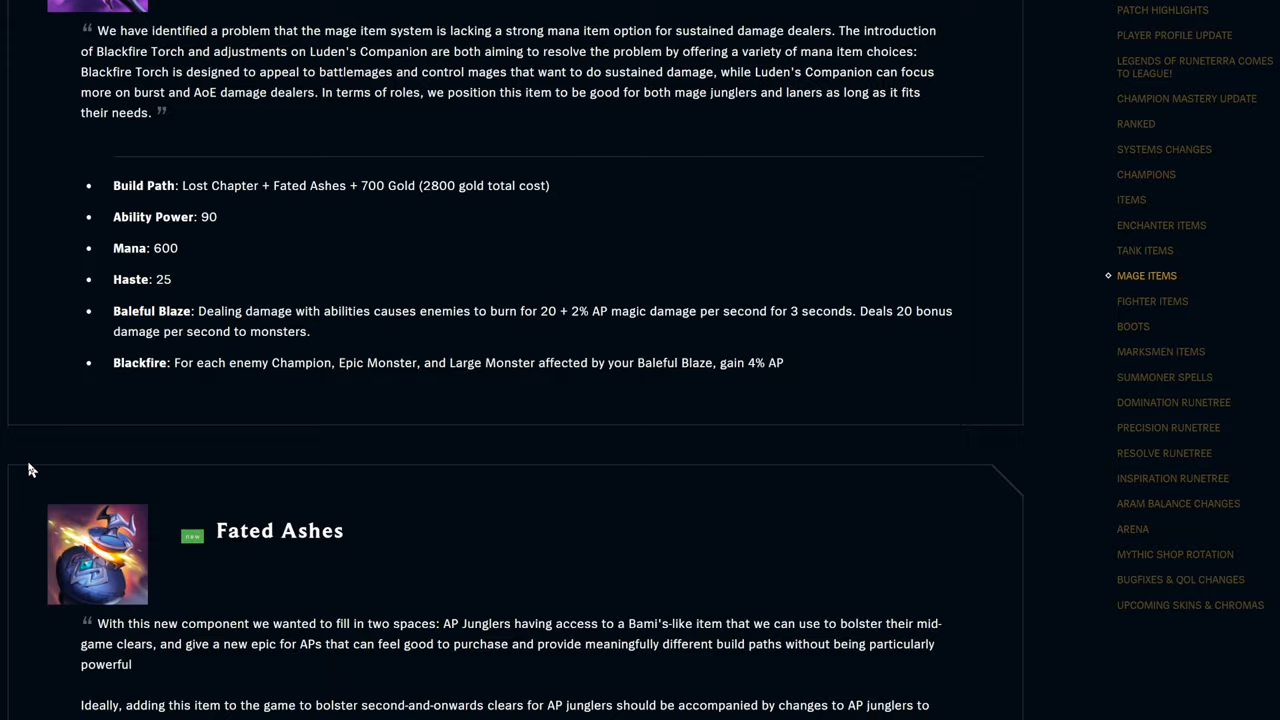 “ We have identified a problem that the mage item system is lacking a strong mana item option for sustained damage dealers. The introduction
of Blackfire Torch and adjustments on Luden's Companion are both aiming to resolve the problem by offering a variety of mana item choices:
Blackfire Torch is designed to appeal to battlemages and control mages that want to do sustained damage, while Luden's Companion can focus
more on burst and AoE damage dealers. In terms of roles, we position this item to be good for both mage junglers and laners as long as it fits
their needs. ”
• Build Path: Lost Chapter + Fated Ashes + 700 Gold (2800 gold total cost)
• Ability Power: 90
• Mana: 600
• Haste: 25
• Baleful Blaze: Dealing damage with abilities causes enemies to burn for 20 + 2% AP magic damage per second for 3 seconds. Deals 20 bonus
damage per second to monsters.
• Blackfire: For each enemy Champion, Epic Monster, and Large Monster affected by your Baleful Blaze, gain 4% AP
new Fated Ashes
“ With this new component we wanted to fill in two spaces: AP Junglers having access to a Bami's-like item that we can use to bolster their mid-
game clears, and give a new epic for APs that can feel good to purchase and provide meaningfully different build paths without being particularly
powerful
Ideally, adding this item to the game to bolster second-and-onwards clears for AP junglers should be accompanied by changes to AP junglers to
PATCH HIGHLIGHTS
PLAYER PROFILE UPDATE
LEGENDS OF RUNETERRA COMES
TO LEAGUE!
CHAMPION MASTERY UPDATE
RANKED
SYSTEMS CHANGES
CHAMPIONS
ITEMS
ENCHANTER ITEMS
TANK ITEMS
MAGE ITEMS
FIGHTER ITEMS
BOOTS
MARKSMEN ITEMS
SUMMONER SPELLS
DOMINATION RUNETREE
PRECISION RUNETREE
RESOLVE RUNETREE
INSPIRATION RUNETREE
ARAM BALANCE CHANGES
ARENA
MYTHIC SHOP ROTATION
BUGFIXES & QOL CHANGES
UPCOMING SKINS & CHROMAS